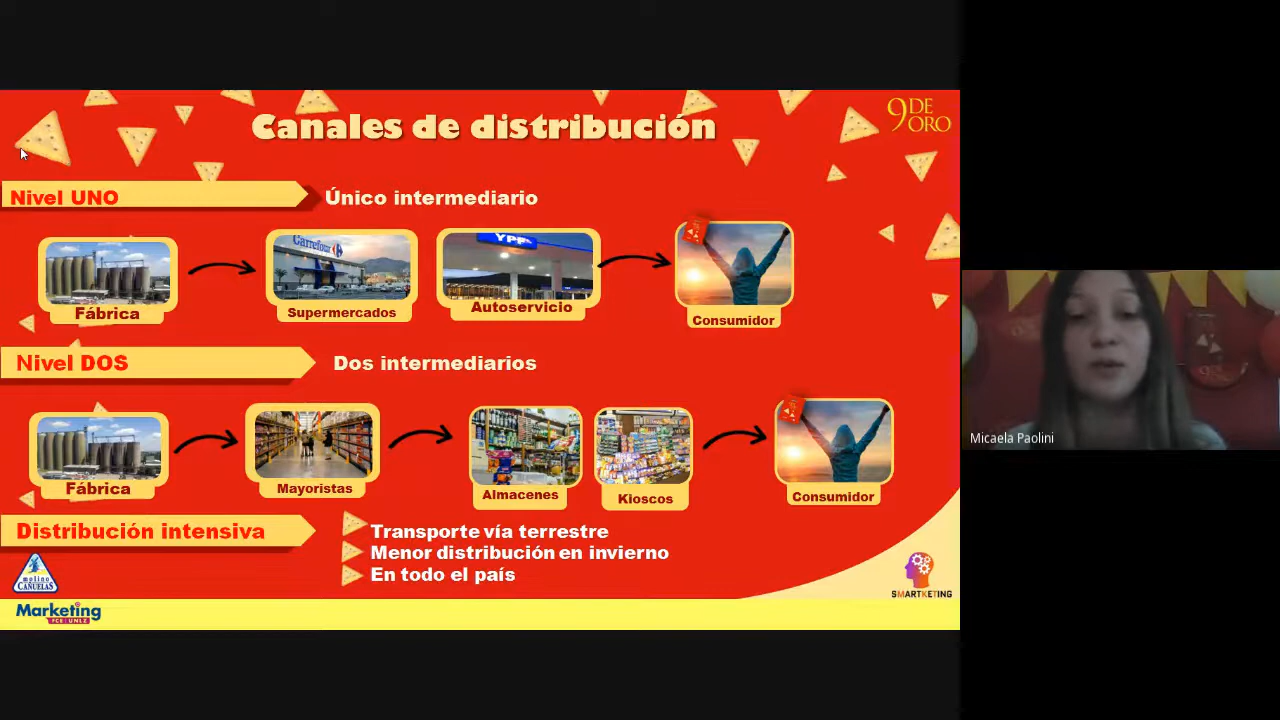 Canales de distribución
9 DE ORO
Nivel UNO
Único intermediario
Carrefour
YPF
Fábrica
Supermercados
Autoservicio
Consumidor
Nivel DOS
Dos intermediarios
Fábrica
Mayoristas
Almacenes
Kioscos
Consumidor
Micaela Paolini
Distribución intensiva
Transporte vía terrestre
Menor distribución en invierno
En todo el país
molino
CAÑUELAS
SMARTKETING
Marketing
FCE | UNLZ